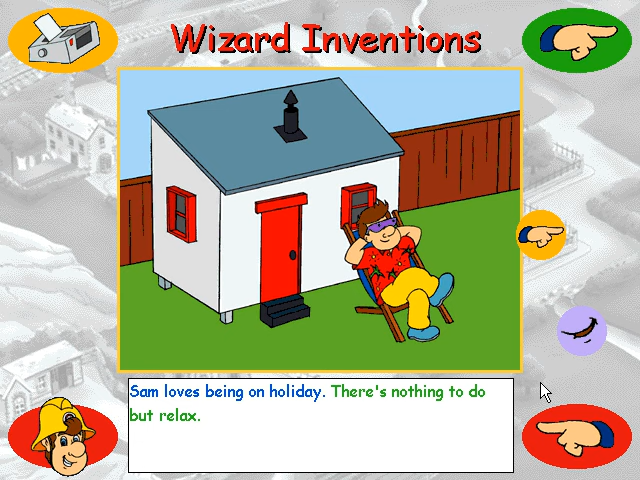 Wizard Inventions
Sam loves being on holiday. There's nothing to do
but relax.